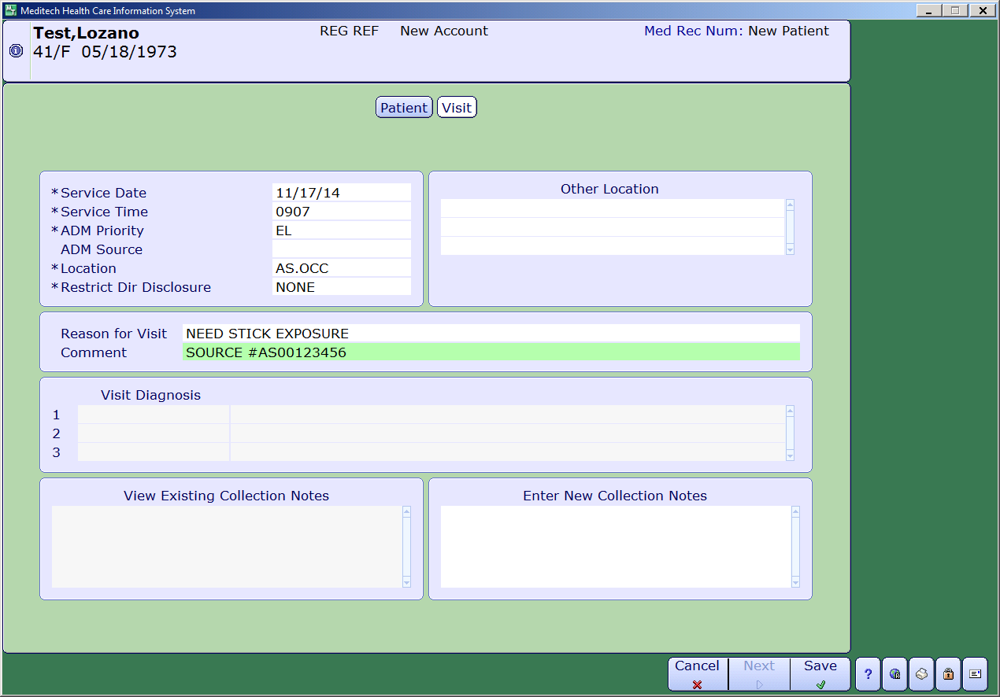 Meditech Health Care Information System
Test,Lozano REG REF New Account Med Rec Num: New Patient
41/F 05/18/1973
Patient Visit
*Service Date 11/17/14
*Service Time 0907
*ADM Priority EL
ADM Source
*Location AS.OCC
*Restrict Dir Disclosure NONE
Other Location
Reason for Visit NEED STICK EXPOSURE
Comment SOURCE #AS00123456
Visit Diagnosis
1
2
3
View Existing Collection Notes
Enter New Collection Notes
Cancel Next Save ?